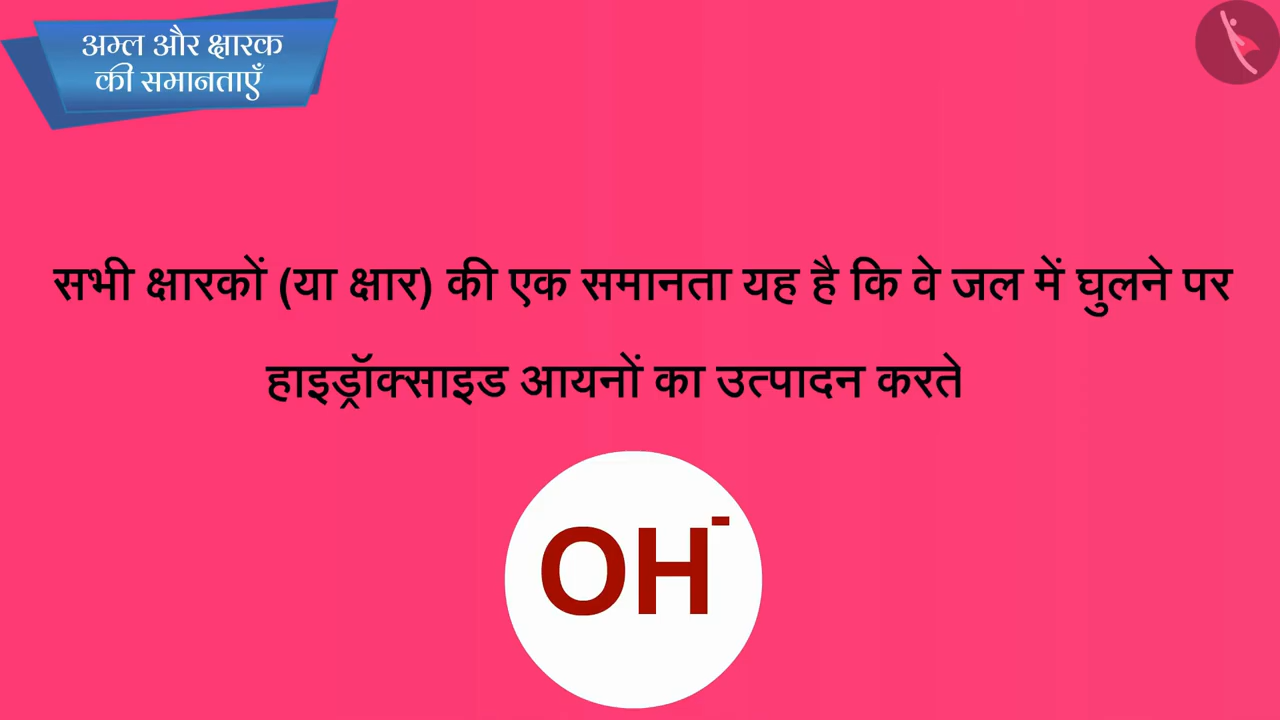 अम्ल और क्षारक
की समानताएँ
सभी क्षारकों (या क्षार) की एक समानता यह है कि वे जल में घुलने पर
हाइड्रॉक्साइड आयनों का उत्पादन करते
OH⁻